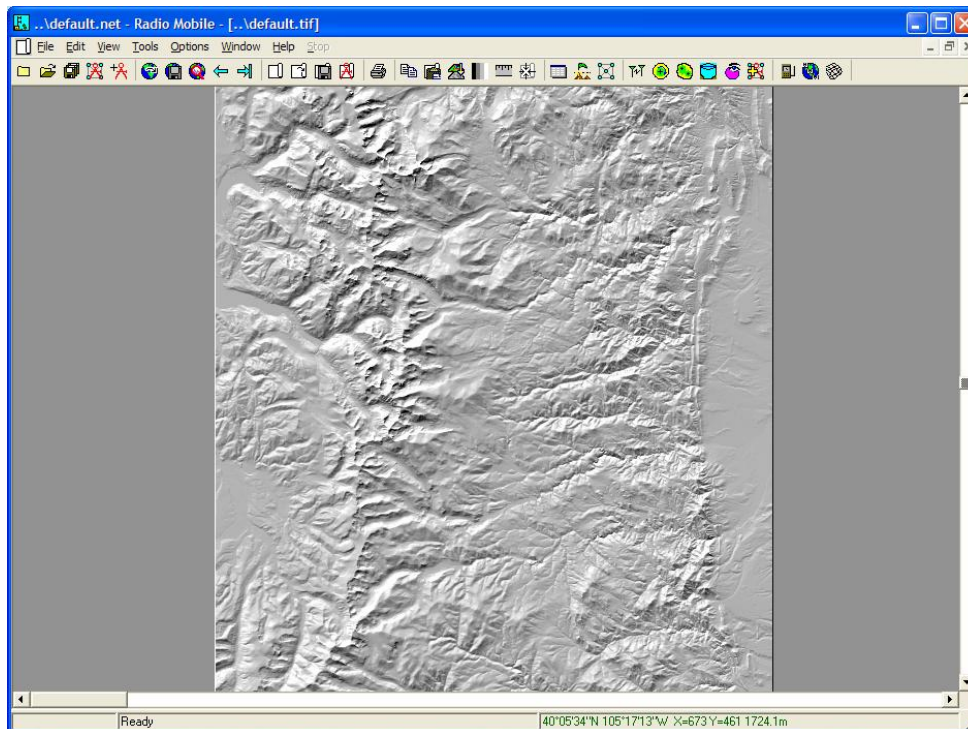 ..\default.net - Radio Mobile - [..\default.tif]
File Edit View Tools Options Window Help Stop
Ready
40°05'34''N 105°17'13''W X=673 Y=461 1724.1m